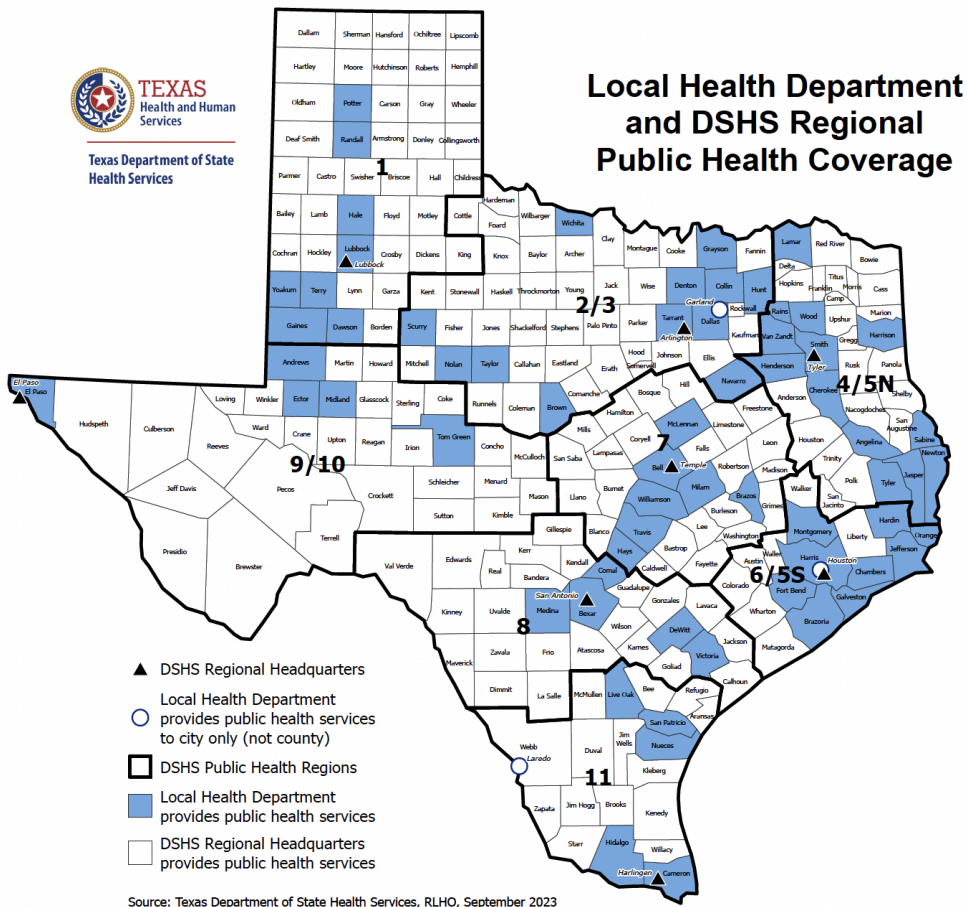 Local Health Department
and DSHS Regional
Public Health Coverage
TEXAS
Health and Human
Services
Texas Department of State
Health Services
Dallam Sherman Hansford Ochiltree Lipscomb
Hartley Moore Hutchinson Roberts Hemphill
Oldham Potter Carson Gray Wheeler
Deaf Smith Randall Armstrong Donley Collingsworth
Parmer Castro Swisher Briscoe Hall Childress
1
Bailey Lamb Hale Floyd Motley Cottle Hardeman Foard Wilbarger Wichita
Cochran Hockley Lubbock Crosby Dickens King Knox Baylor Archer Clay Montague Cooke Grayson Fannin Lamar Red River Bowie
Lubbock
Yoakum Terry Lynn Garza Kent Stonewall Haskell Throckmorton Young Jack Wise Denton Collin Hunt Delta Hopkins Franklin Titus Camp Morris Cass
2/3
Garland
Gaines Dawson Borden Scurry Fisher Jones Shackelford Stephens Palo Pinto Parker Tarrant Dallas Rockwall Kaufman Rains Wood Upshur Marion Harrison
Arlington
Andrews Martin Howard Mitchell Nolan Taylor Callahan Eastland Erath Hood Somervell Johnson Ellis Van Zandt Smith Gregg
Tyler
Henderson Rusk Panola
4/5N
El Paso
El Paso Hudspeth Culberson Loving Winkler Ector Midland Glasscock Sterling Coke Runnels Coleman Brown Comanche Bosque Hill Navarro Anderson Cherokee Nacogdoches Shelby
Reeves Ward Crane Upton Reagan Irion Tom Green Concho McCulloch Mills Hamilton Coryell McLennan Limestone Freestone Leon Houston Angelina San Augustine Sabine Newton
9/10
7
Jeff Davis Pecos Crockett Schleicher Menard San Saba Lampasas Bell Falls Robertson Madison Trinity Polk Tyler Jasper
Temple
Presidio Brewster Terrell Sutton Kimble Mason Llano Burnet Williamson Milam Brazos Burleson Grimes Walker San Jacinto
Val Verde Edwards Kerr Gillespie Blanco Travis Lee Washington Montgomery Liberty Hardin Orange
Real Bandera Kendall Comal Hays Bastrop Caldwell Fayette Austin Waller Harris Jefferson Chambers
Houston
6/5S
Kinney Uvalde Medina Bexar Guadalupe Gonzales Lavaca Colorado Fort Bend Galveston
San Antonio
8
Maverick Zavala Frio Atascosa Wilson Karnes DeWitt Jackson Wharton Brazoria
Victoria Goliad Matagorda Calhoun
Dimmit La Salle McMullen Live Oak Bee Refugio Aransas
San Patricio
Webb Duval Jim Wells Nueces
Laredo
11
Kleberg
Zapata Jim Hogg Brooks Kenedy
Starr Hidalgo Willacy
Harlingen
Cameron
DSHS Regional Headquarters
Local Health Department
provides public health services
to city only (not county)
DSHS Public Health Regions
Local Health Department
provides public health services
DSHS Regional Headquarters
provides public health services
Source: Texas Department of State Health Services, RLHO, September 2023